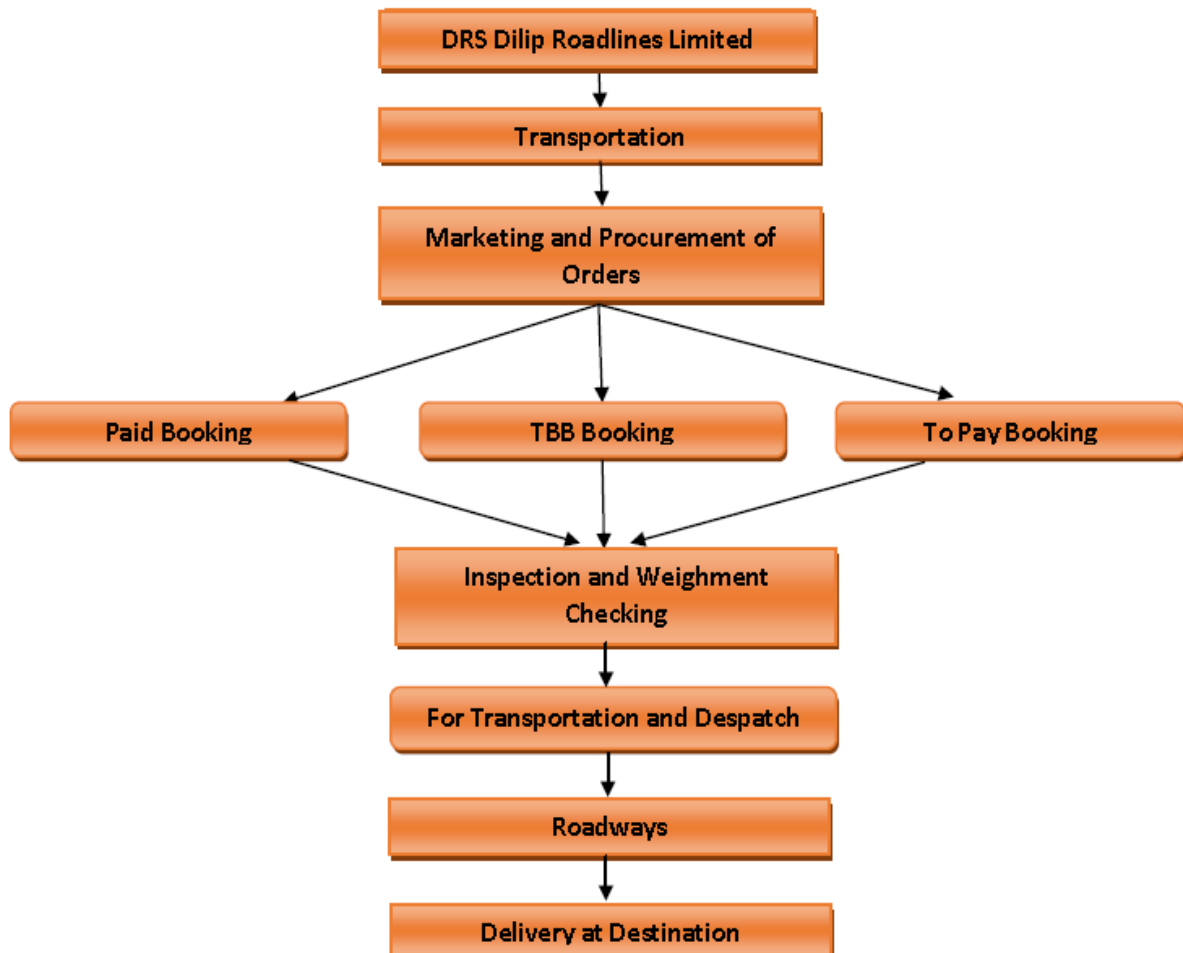 DRS Dilip Roadlines Limited
Transportation
Marketing and Procurement of
Orders
Paid Booking
TBB Booking
To Pay Booking
Inspection and Weighment
Checking
For Transportation and Despatch
Roadways
Delivery at Destination